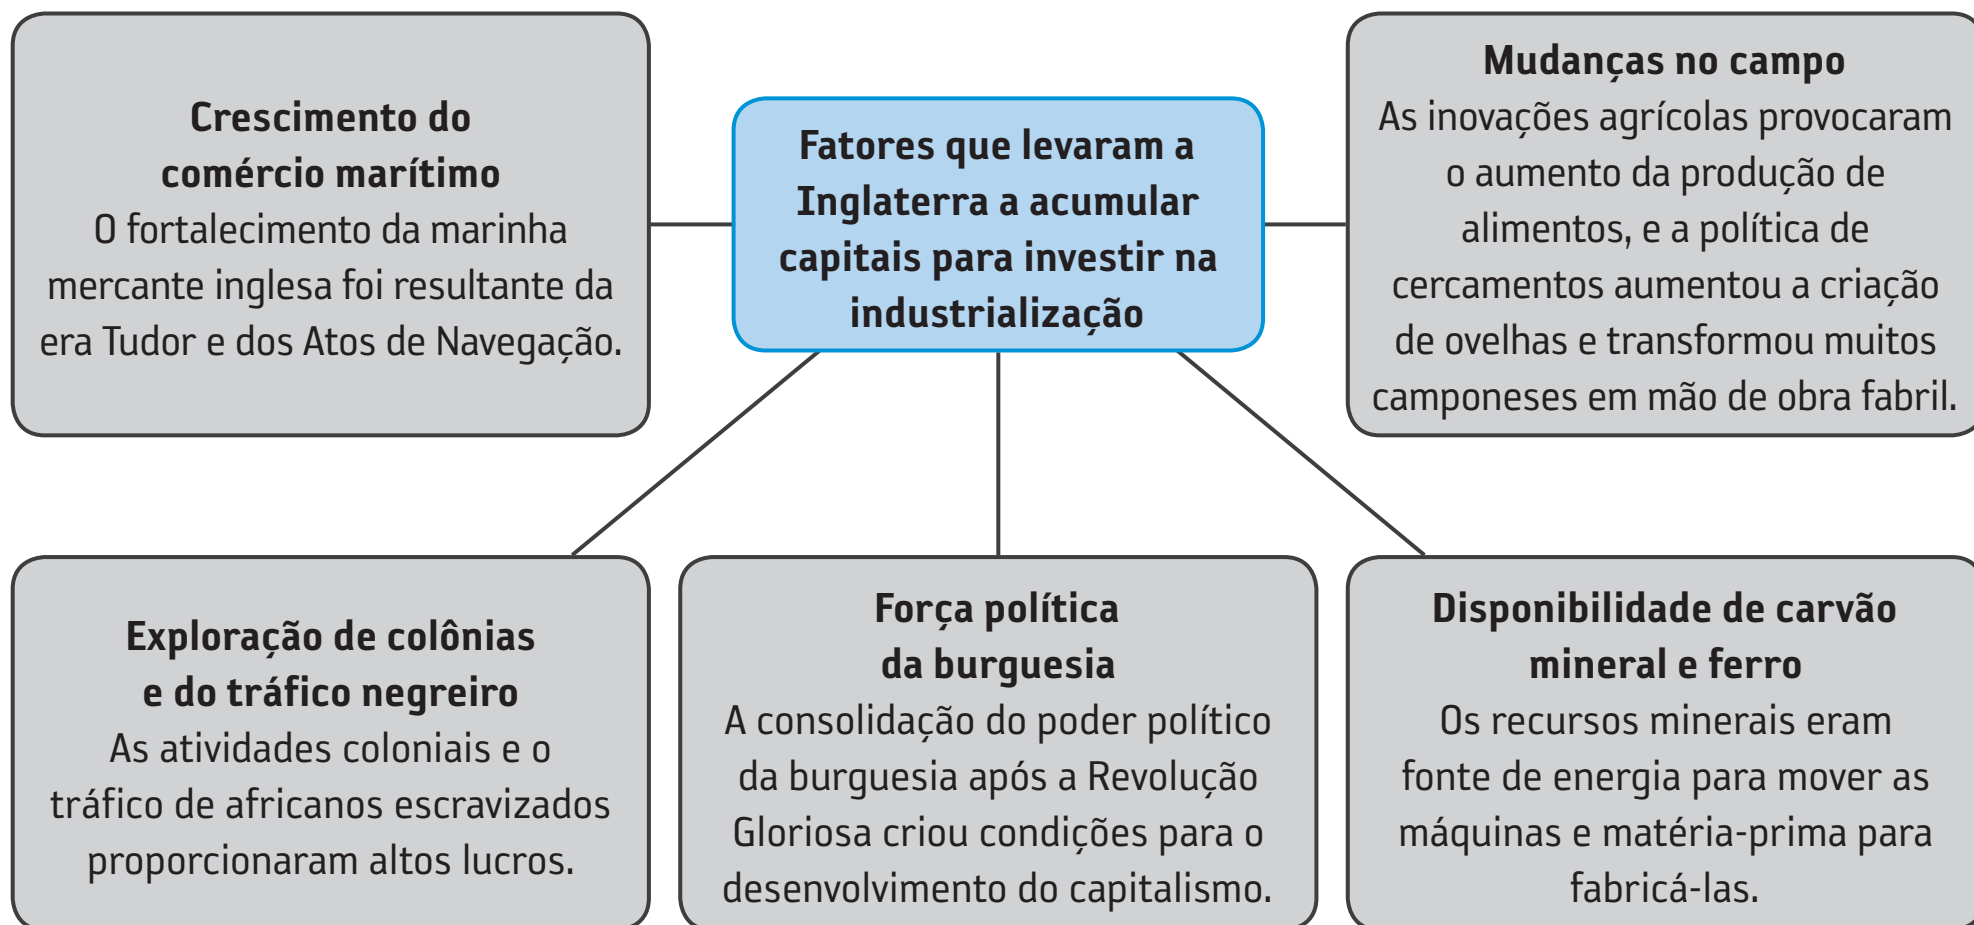 Crescimento do
comércio marítimo
O fortalecimento da marinha
mercante inglesa foi resultante da
era Tudor e dos Atos de Navegação.
Fatores que levaram a
Inglaterra a acumular
capitais para investir na
industrialização
Mudanças no campo
As inovações agrícolas provocaram
o aumento da produção de
alimentos, e a política de
cercamentos aumentou a criação
de ovelhas e transformou muitos
camponeses em mão de obra fabril.
Exploração de colônias
e do tráfico negreiro
As atividades coloniais e o
tráfico de africanos escravizados
proporcionaram altos lucros.
Força política
da burguesia
A consolidação do poder político
da burguesia após a Revolução
Gloriosa criou condições para o
desenvolvimento do capitalismo.
Disponibilidade de carvão
mineral e ferro
Os recursos minerais eram
fonte de energia para mover as
máquinas e matéria-prima para
fabricá-las.